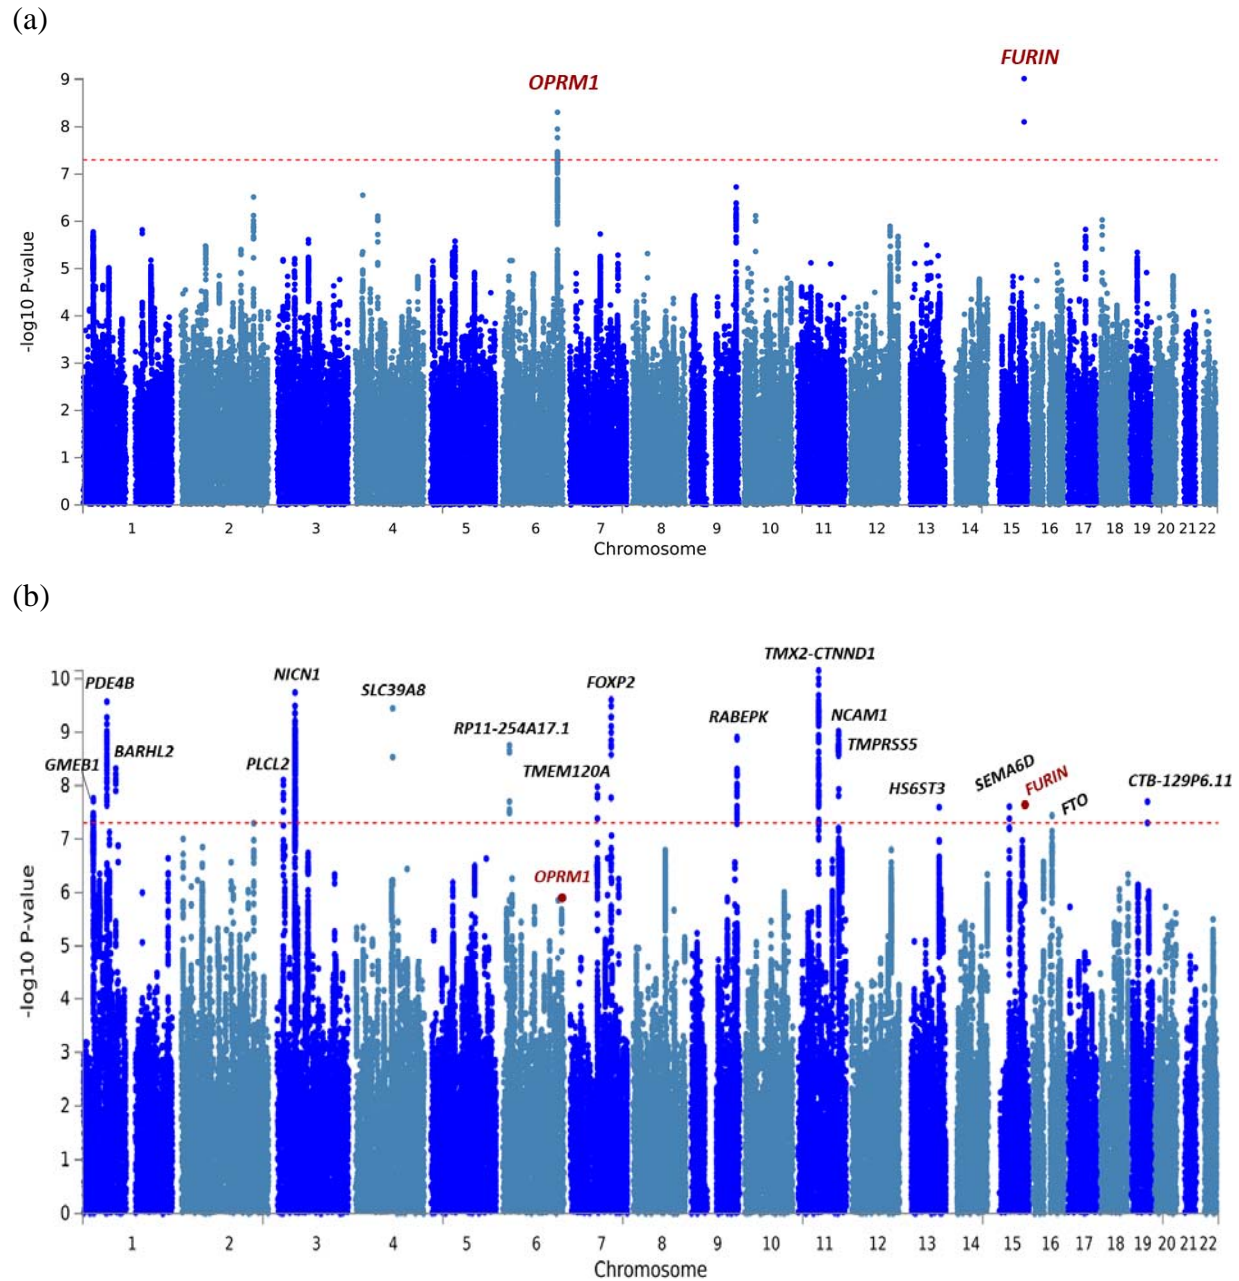 (a)
FURIN
OPRM1
9
8
7
6
5
4
3
2
1
0
-log10 P-value
1 2 3 4 5 6 7 8 9 10 11 12 13 14 15 16 17 18 19 20 21 22
Chromosome
(b)
TMX2-CTNND1
NICN1
PDE4B
FOXP2
SLC39A8
RABEPK
NCAM1
RP11-254A17.1
TMPRSS5
BARHL2
GMEB1
PLCL2
TMEM120A
SEMA6D
FURIN
CTB-129P6.11
HS6ST3
FTO
OPRM1
10
9
8
7
6
5
4
3
2
1
0
-log10 P-value
1 2 3 4 5 6 7 8 9 10 11 12 13 14 15 16 17 18 19 20 21 22
Chromosome